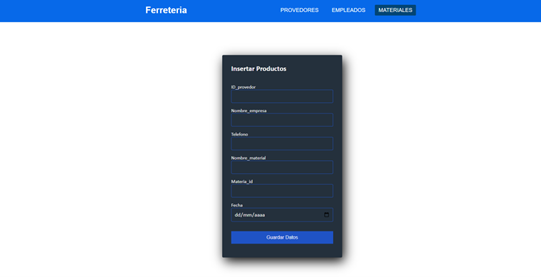 Ferreteria
PROVEDORES EMPLEADOS MATERIALES
Insertar Productos
ID_provedor
Nombre_empresa
Telefono
Nombre_material
Materia_Id
Fecha
dd/mm/aaaa
Guardar Datos